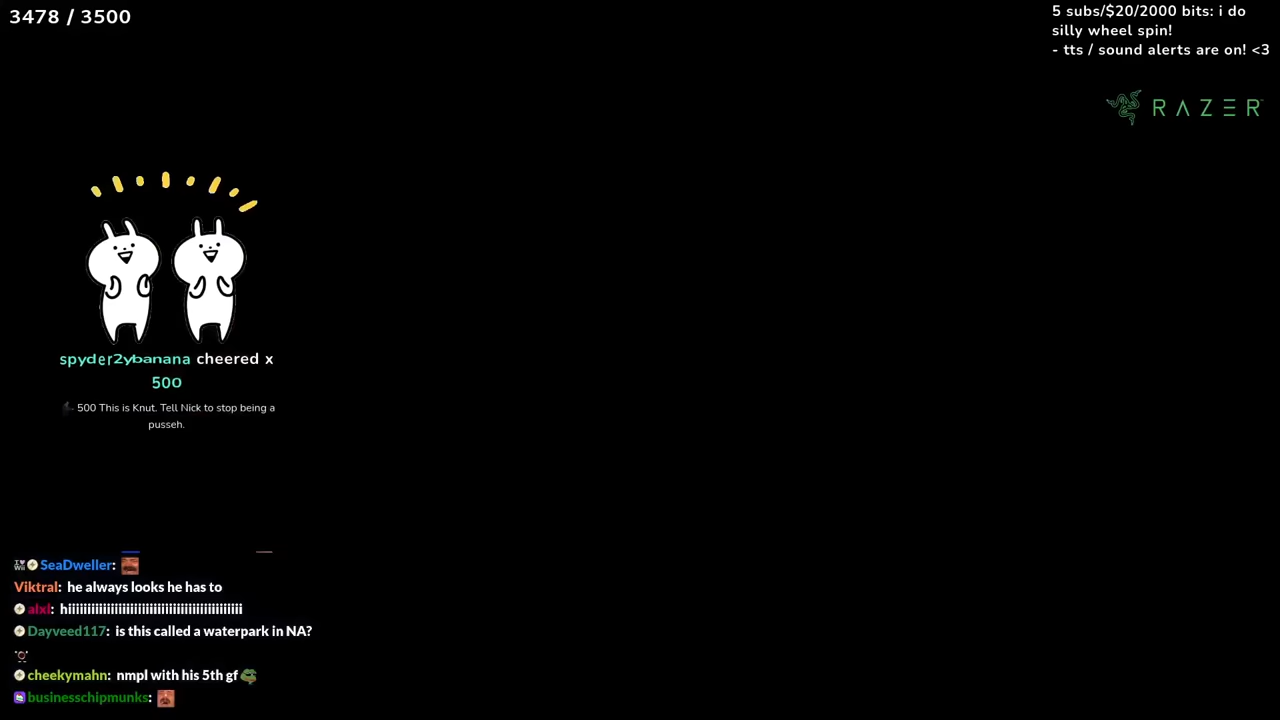 3478 / 3500
5 subs/$20/2000 bits: i do
silly wheel spin!
- tts / sound alerts are on! <3
RAZER
spyder2ybanana cheered x
500
500 This is Knut. Tell Nick to stop being a
pusseh.
SeaDweller:
Viktral: he always looks he has to
alxl: hiiiiiiiiiiiiiiiiiiiiiiiiiiiiiiiiiiiiiiiiii
Dayveed117: is this called a waterpark in NA?
cheekymahn: nmpl with his 5th gf
businesschipmunks: